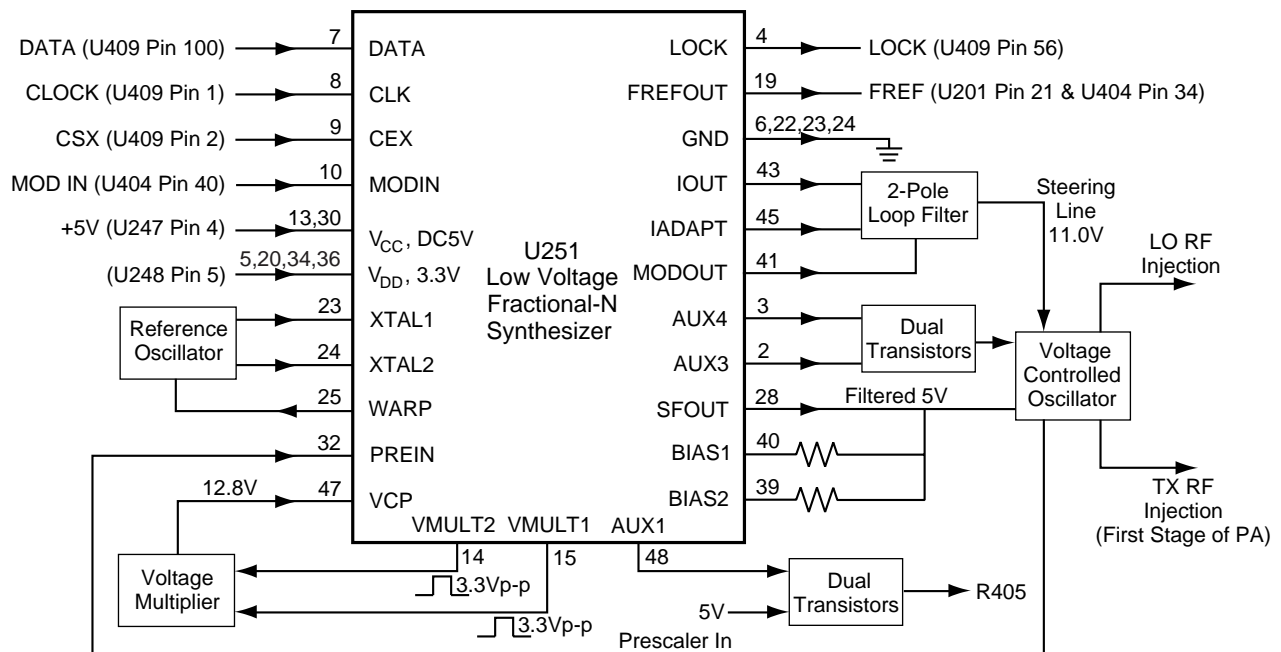 DATA (U409 Pin 100)
7
DATA
CLOCK (U409 Pin 1)
8
CLK
CSX (U409 Pin 2)
9
CEX
MOD IN (U404 Pin 40)
10
MODIN
+5V (U247 Pin 4)
13,30
VCC, DC5V
(U248 Pin 5)
5,20,34,36
VDD, 3.3V
Reference
Oscillator
23
XTAL1
24
XTAL2
25
WARP
32
PREIN
12.8V
47
VCP
Voltage
Multiplier
U251
Low Voltage
Fractional-N
Synthesizer
LOCK
4
LOCK (U409 Pin 56)
FREFOUT
19
FREF (U201 Pin 21 & U404 Pin 34)
GND
6,22,23,24
IOUT
43
IADAPT
45
MODOUT
41
2-Pole
Loop Filter
Steering
Line
11.0V
LO RF
Injection
AUX4
3
AUX3
2
Dual
Transistors
Voltage
Controlled
Oscillator
SFOUT
28
Filtered 5V
BIAS1
40
BIAS2
39
TX RF
Injection
(First Stage of PA)
VMULT2
VMULT1
AUX1
14
15
48
3.3Vp-p
3.3Vp-p
5V
Dual
Transistors
R405
Prescaler In